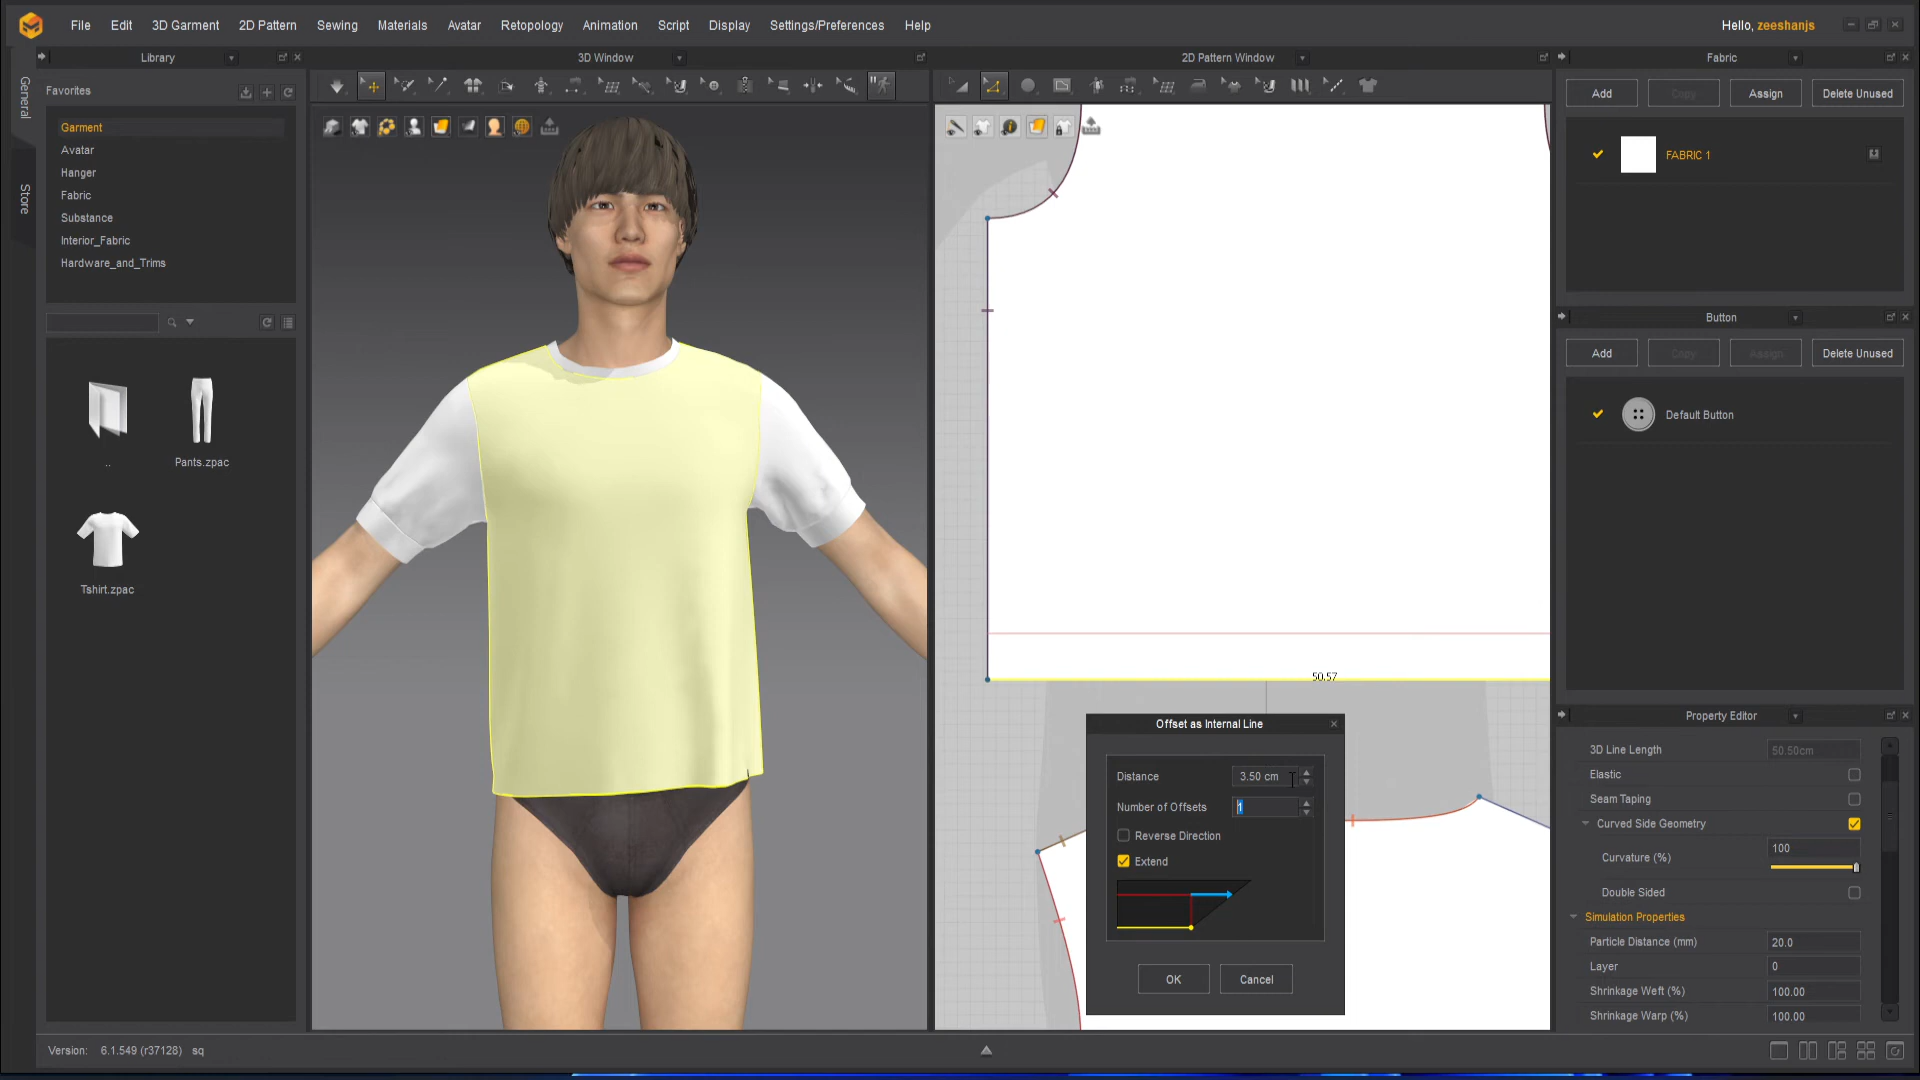 File Edit 3D Garment 2D Pattern Sewing Materials Avatar Retopology Animation Script Display Settings/Preferences Help
Hello, zeeshanjs
General
Store
Library
Favorites
Garment
Avatar
Hanger
Fabric
Substance
Interior_Fabric
Hardware_and_Trims
..
Pants.zpac
Tshirt.zpac
3D Window
2D Pattern Window
50.57
Offset as Internal Line
Distance 3.50 cm
Number of Offsets 1
Reverse Direction
Extend
OK Cancel
Fabric
Add Copy Assign Delete Unused
FABRIC 1
Button
Add Copy Assign Delete Unused
Default Button
Property Editor
3D Line Length 50.50cm
Elastic
Seam Taping
Curved Side Geometry
Curvature (%) 100
Double Sided
Simulation Properties
Particle Distance (mm) 20.0
Layer 0
Shrinkage Weft (%) 100.00
Shrinkage Warp (%) 100.00
Version: 6.1.549 (r37128) sq